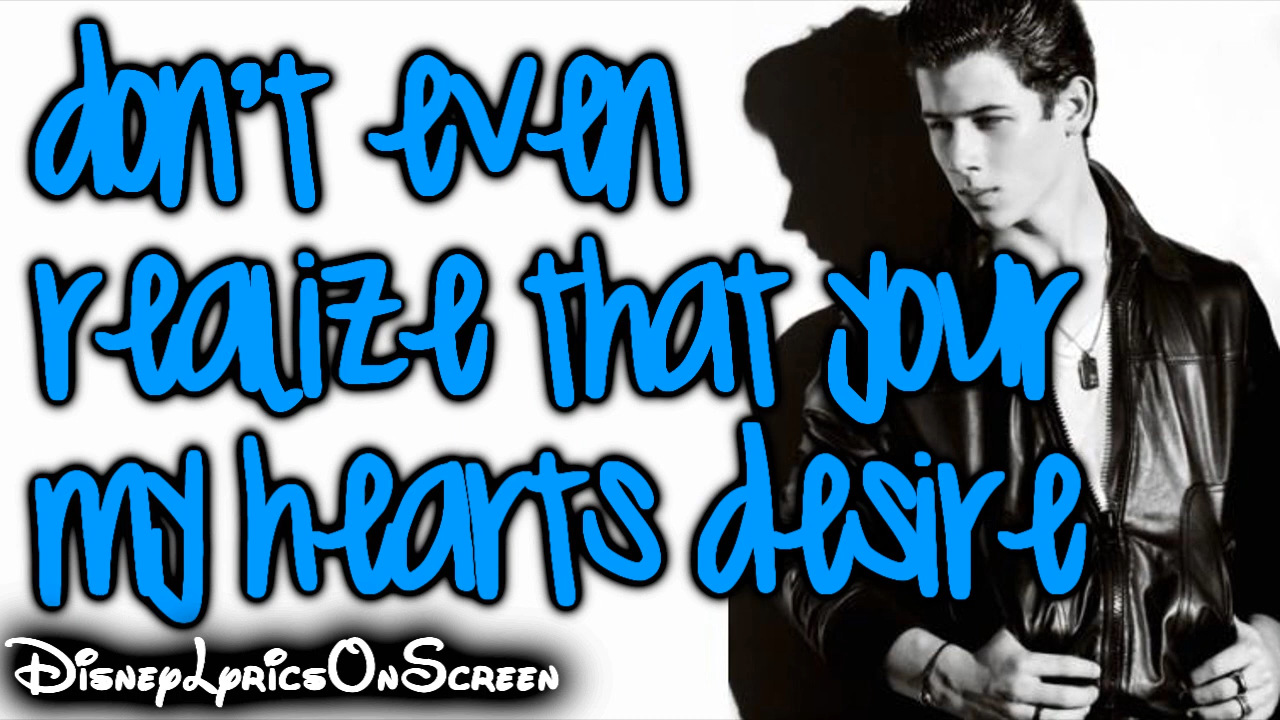 don't even
realize that your
my hearts desire
DisneyLyricsOnScreen